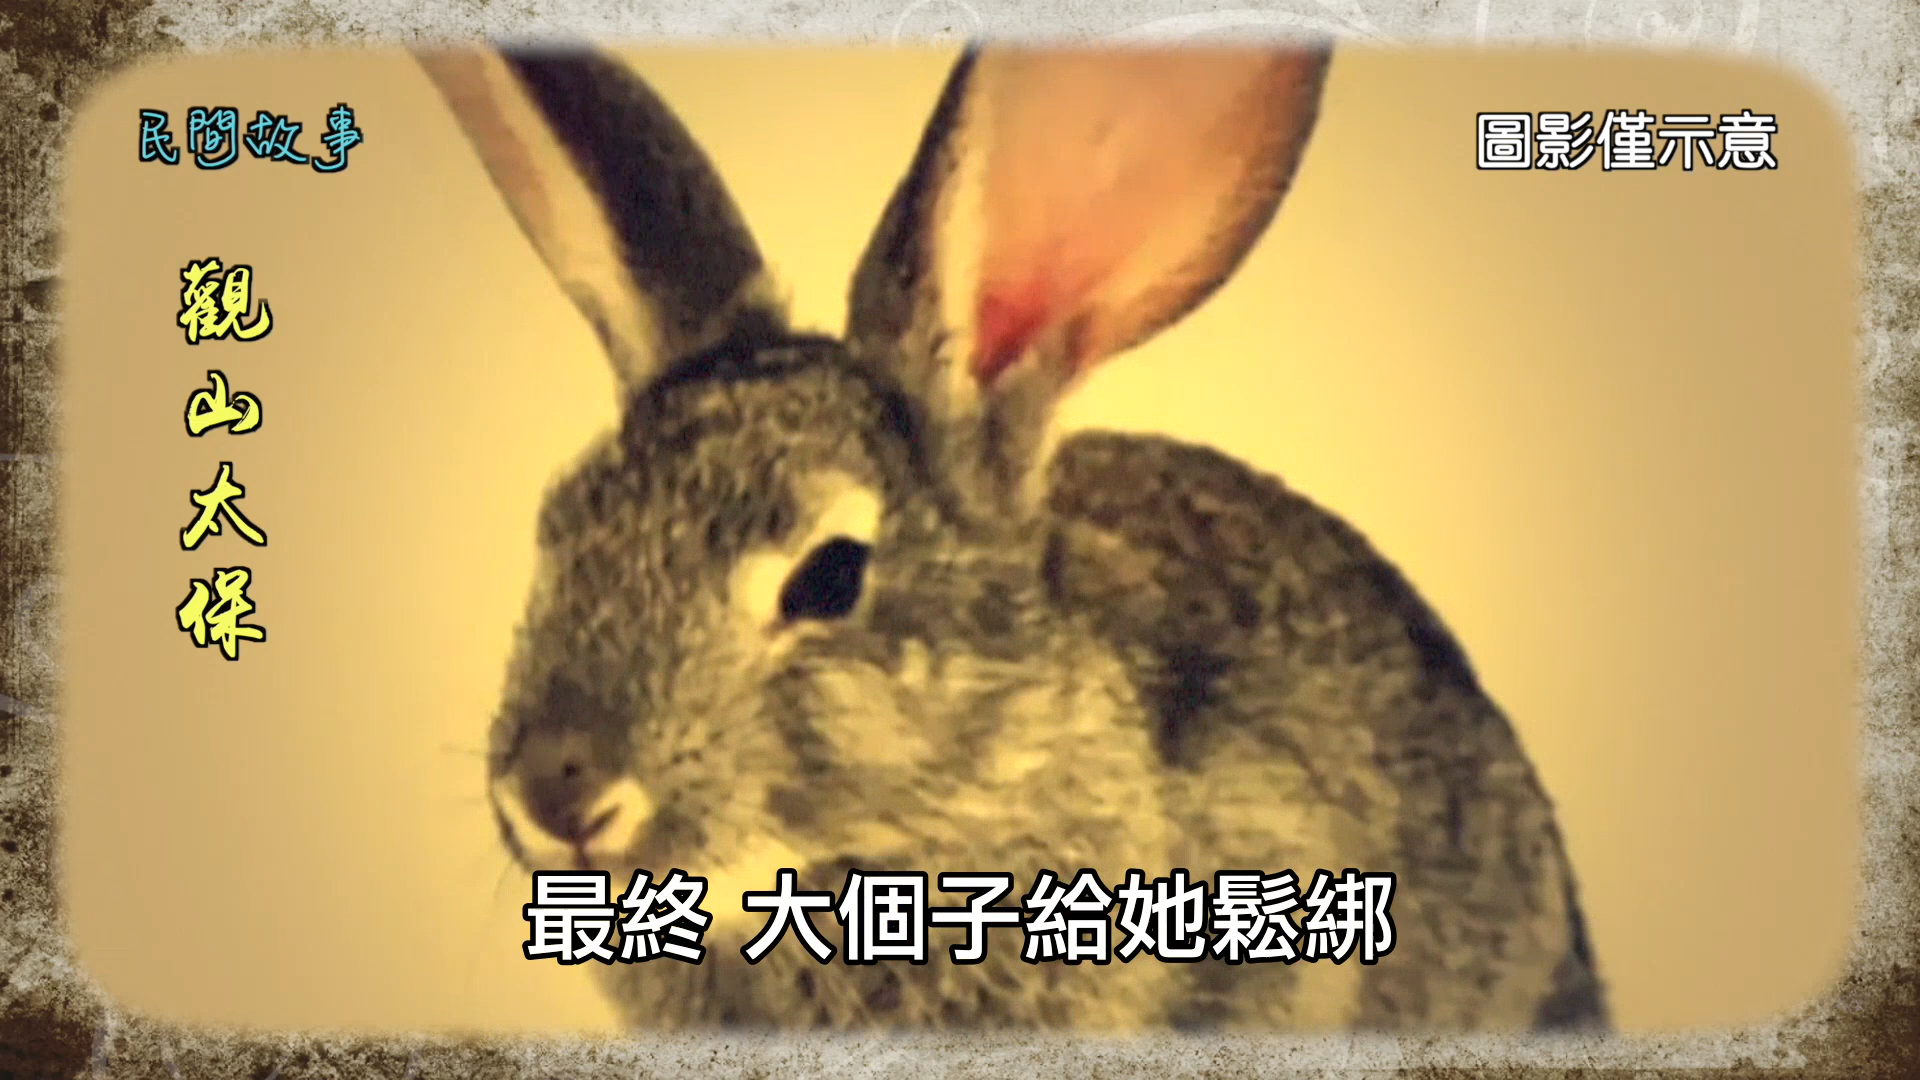 民間故事
圖影僅示意
觀山太保
最終 大個子給她鬆綁